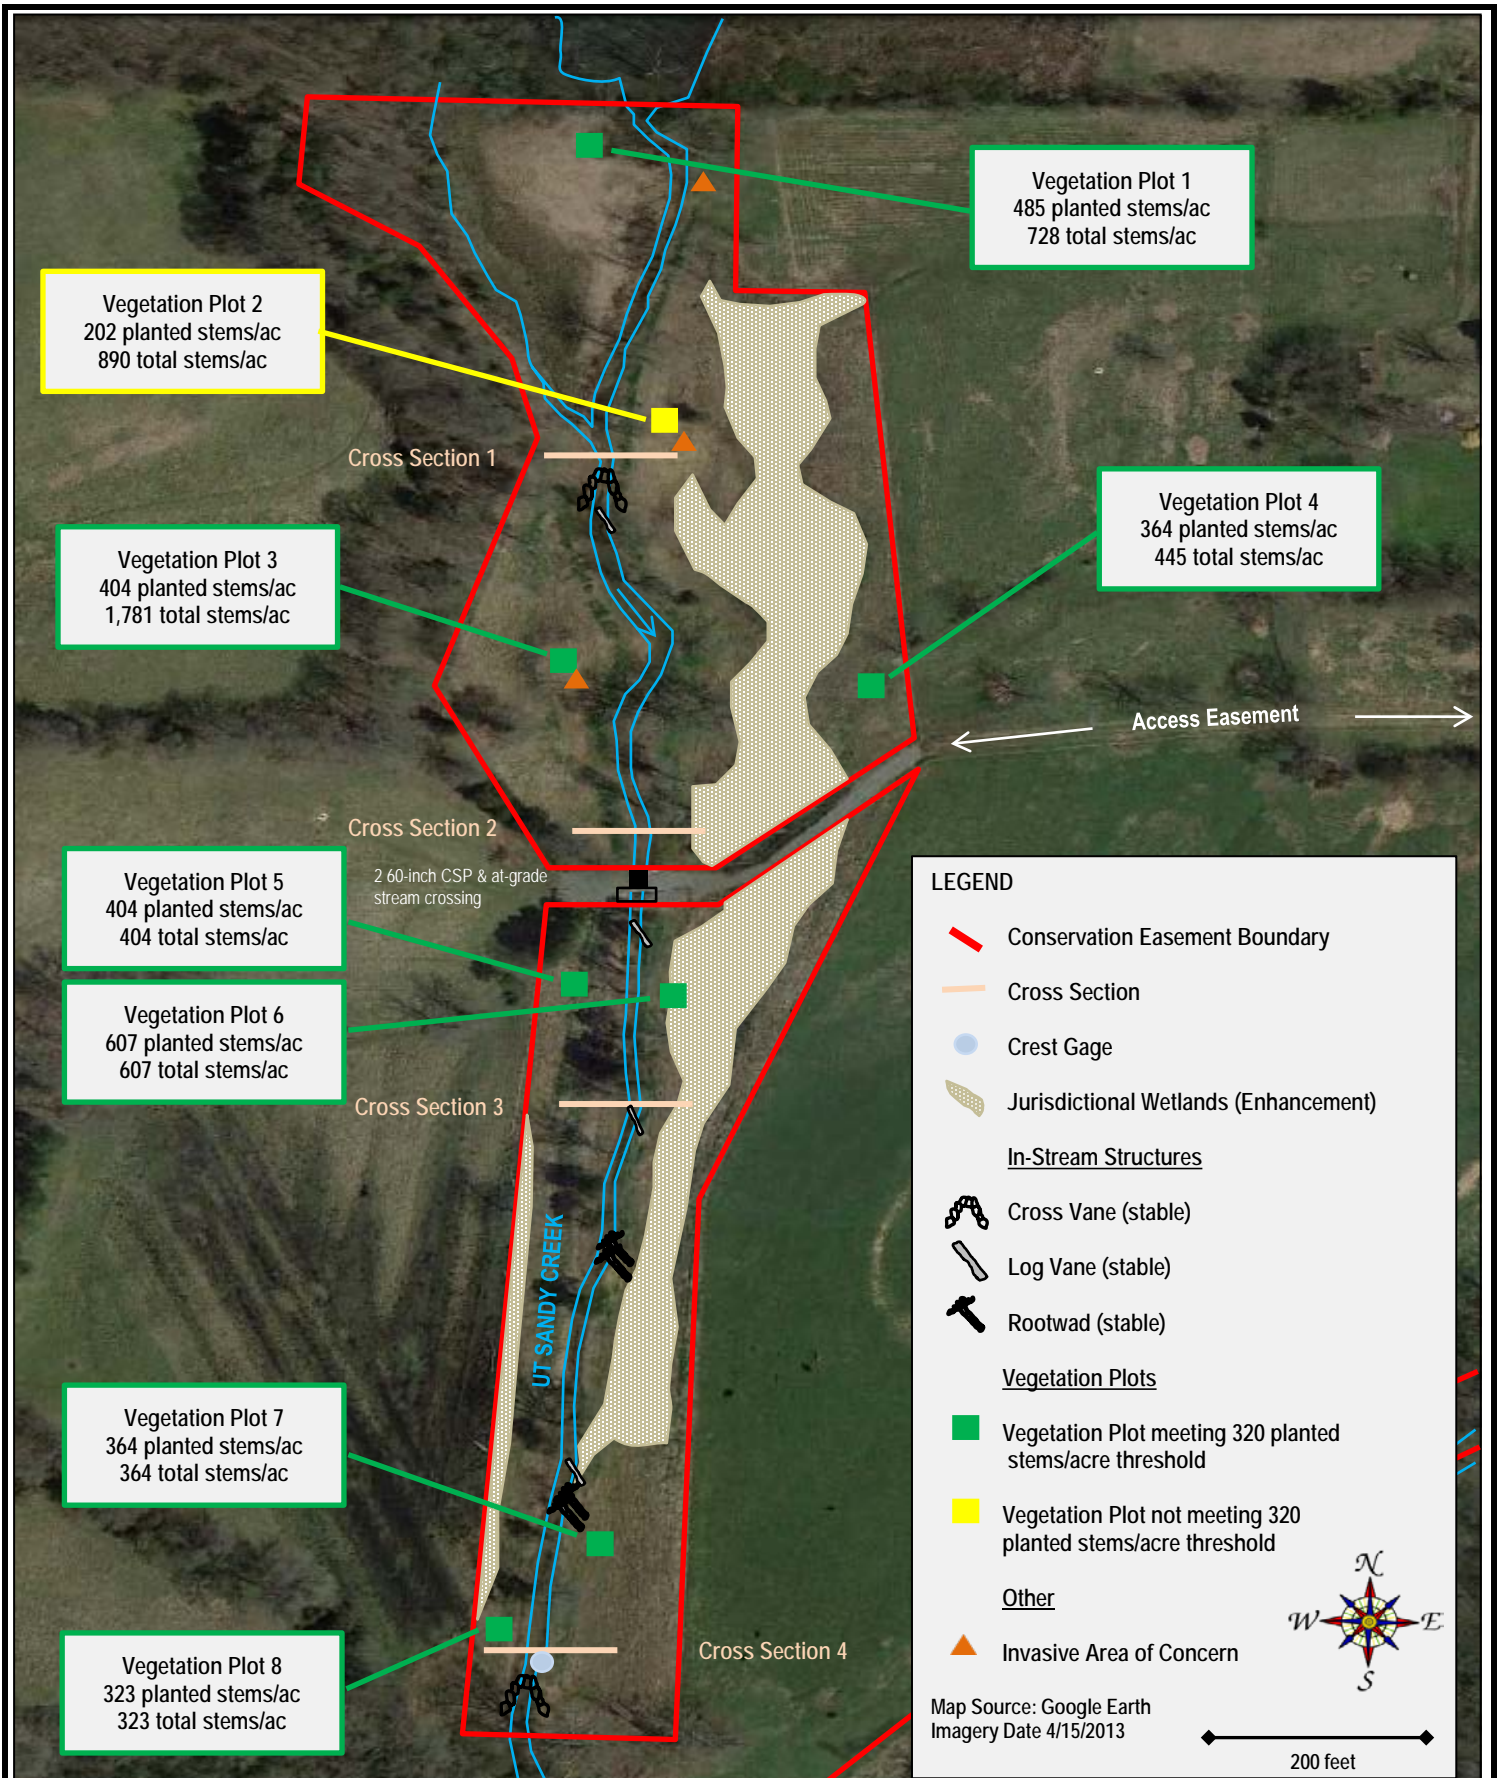 Vegetation Plot 1
485 planted stems/ac
728 total stems/ac
Vegetation Plot 2
202 planted stems/ac
890 total stems/ac
Cross Section 1
Vegetation Plot 4
364 planted stems/ac
445 total stems/ac
Vegetation Plot 3
404 planted stems/ac
1,781 total stems/ac
Access Easement
Cross Section 2
2 60-inch CSP & at-grade
stream crossing
Vegetation Plot 5
404 planted stems/ac
404 total stems/ac
Vegetation Plot 6
607 planted stems/ac
607 total stems/ac
Cross Section 3
UT SANDY CREEK
Vegetation Plot 7
364 planted stems/ac
364 total stems/ac
Vegetation Plot 8
323 planted stems/ac
323 total stems/ac
Cross Section 4
LEGEND
Conservation Easement Boundary
Cross Section
Crest Gage
Jurisdictional Wetlands (Enhancement)
In-Stream Structures
Cross Vane (stable)
Log Vane (stable)
Rootwad (stable)
Vegetation Plots
Vegetation Plot meeting 320 planted
stems/acre threshold
Vegetation Plot not meeting 320
planted stems/acre threshold
Other
Invasive Area of Concern
N
W
E
S
Map Source: Google Earth
Imagery Date 4/15/2013
200 feet